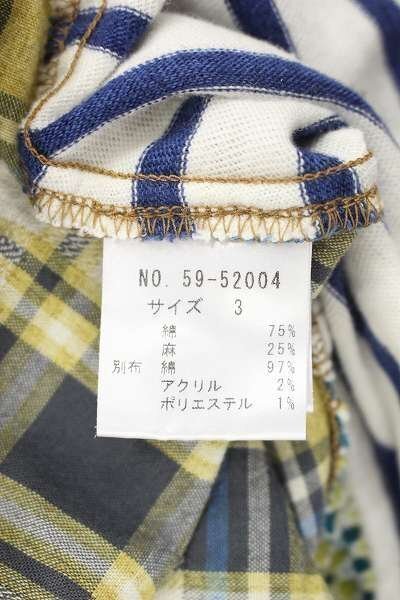 NO. 59-52004
サイズ 3
綿 75%
麻 25%
別布 綿 97%
アクリル 2%
ポリエステル 1%